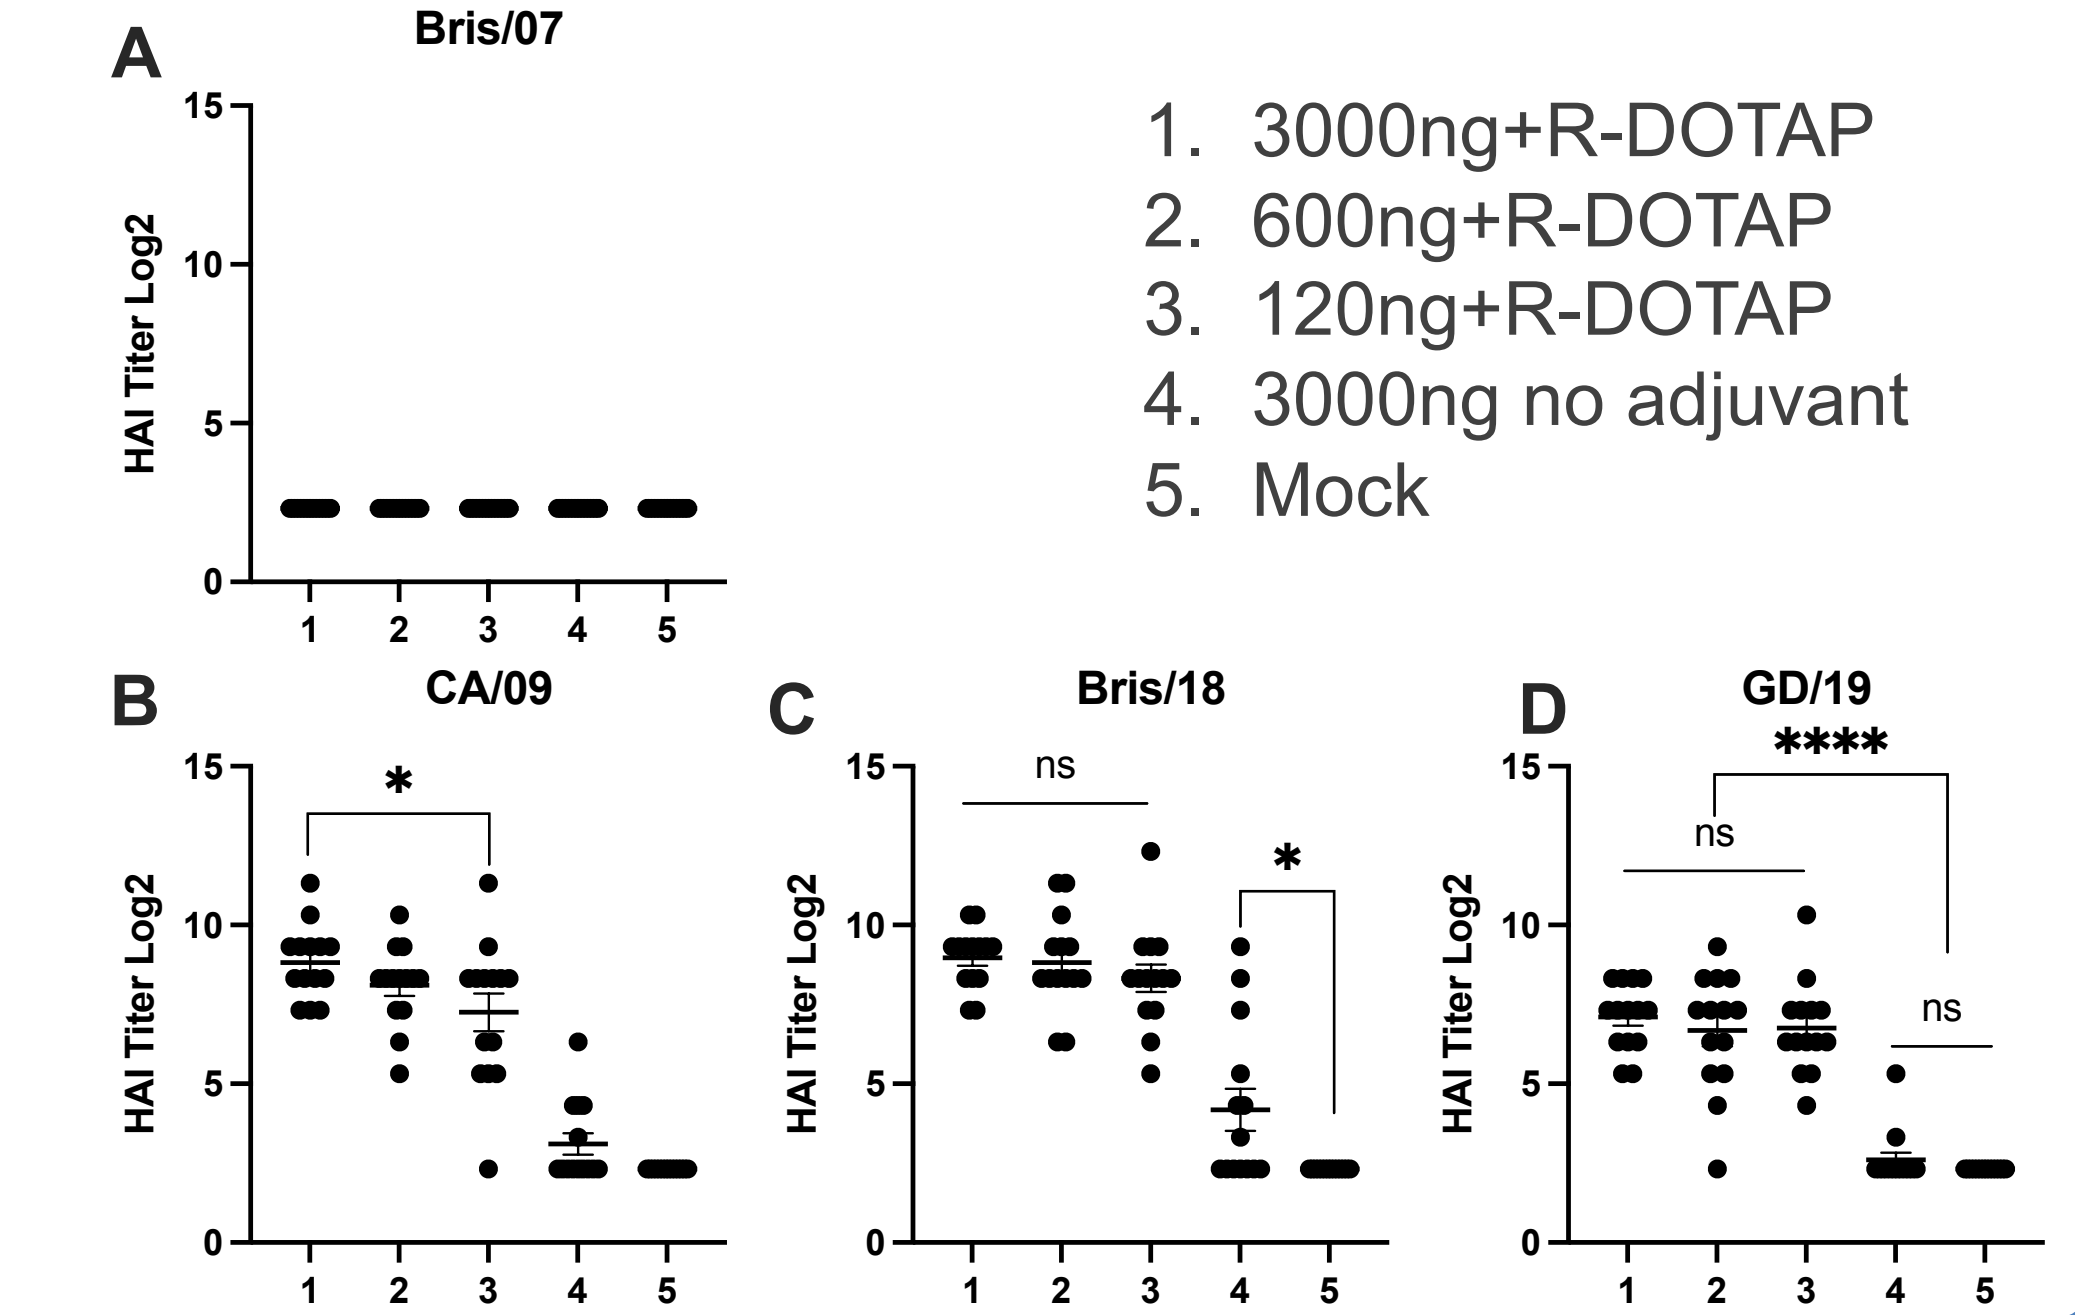 A
Bris/07
HAI Titer Log2
15
10
5
0
1 2 3 4 5
1. 3000ng+R-DOTAP
2. 600ng+R-DOTAP
3. 120ng+R-DOTAP
4. 3000ng no adjuvant
5. Mock
B
CA/09
HAI Titer Log2
15
10
5
0
*
1 2 3 4 5
C
Bris/18
HAI Titer Log2
15
10
5
0
ns
*
1 2 3 4 5
D
GD/19
HAI Titer Log2
15
10
5
0
****
ns
ns
1 2 3 4 5